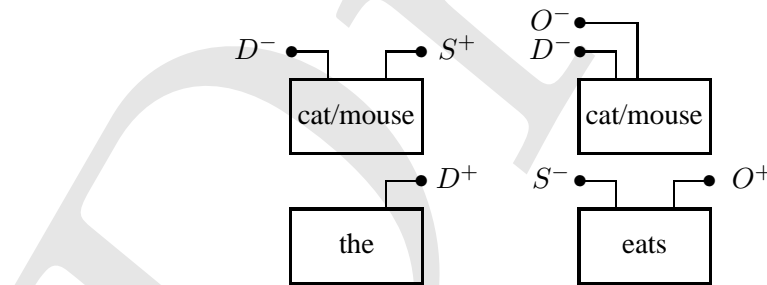 O⁻
D⁻ S⁺ D⁻
cat/mouse cat/mouse
D⁺ S⁻ O⁺
the eats